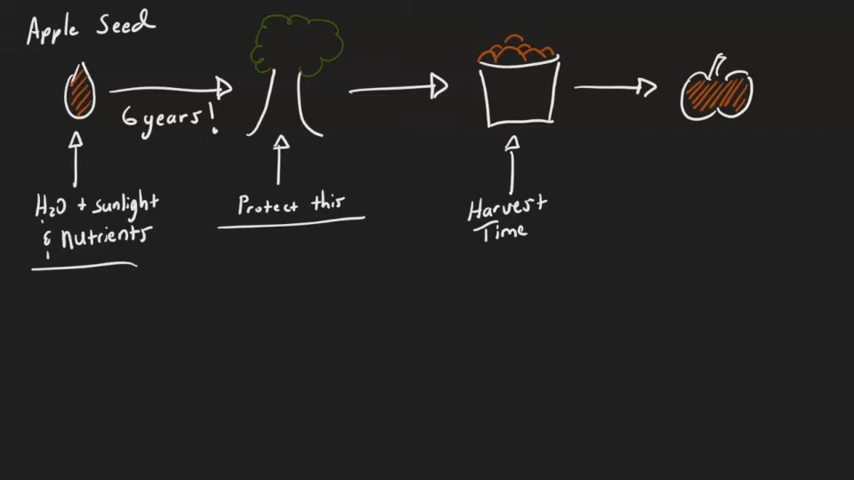 Apple Seed
6 years!
H₂O + sunlight
& Nutrients
Protect this
Harvest
Time